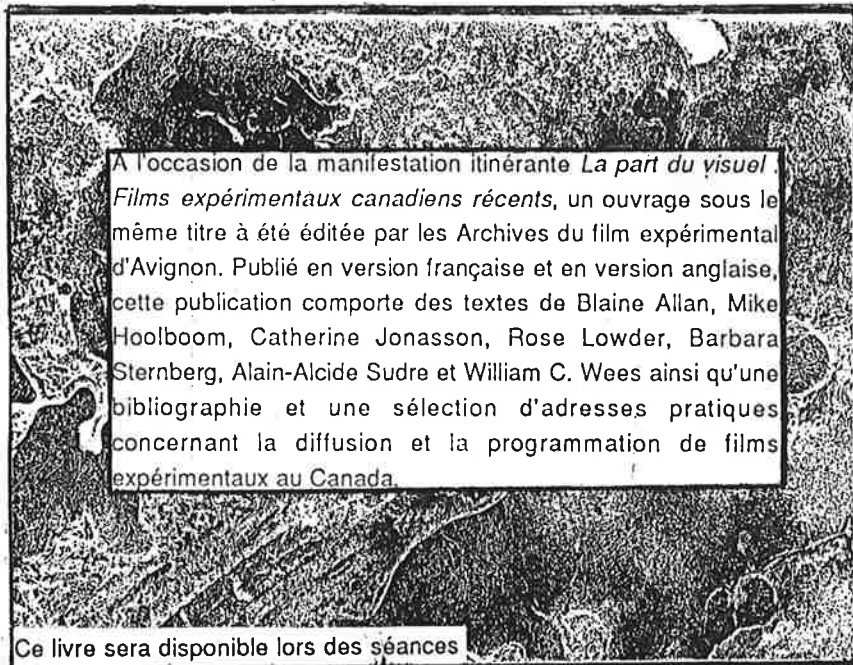 A l'occasion de la manifestation itinérante La part du visuel :
Films expérimentaux canadiens récents, un ouvrage sous le
même titre à été éditée par les Archives du film expérimental
d'Avignon. Publié en version française et en version anglaise,
cette publication comporte des textes de Blaine Allan, Mike
Hoolboom, Catherine Jonasson, Rose Lowder, Barbara
Sternberg, Alain-Alcide Sudre et William C. Wees ainsi qu'une
bibliographie et une sélection d'adresses pratiques
concernant la diffusion et la programmation de films
expérimentaux au Canada.
Ce livre sera disponible lors des séances